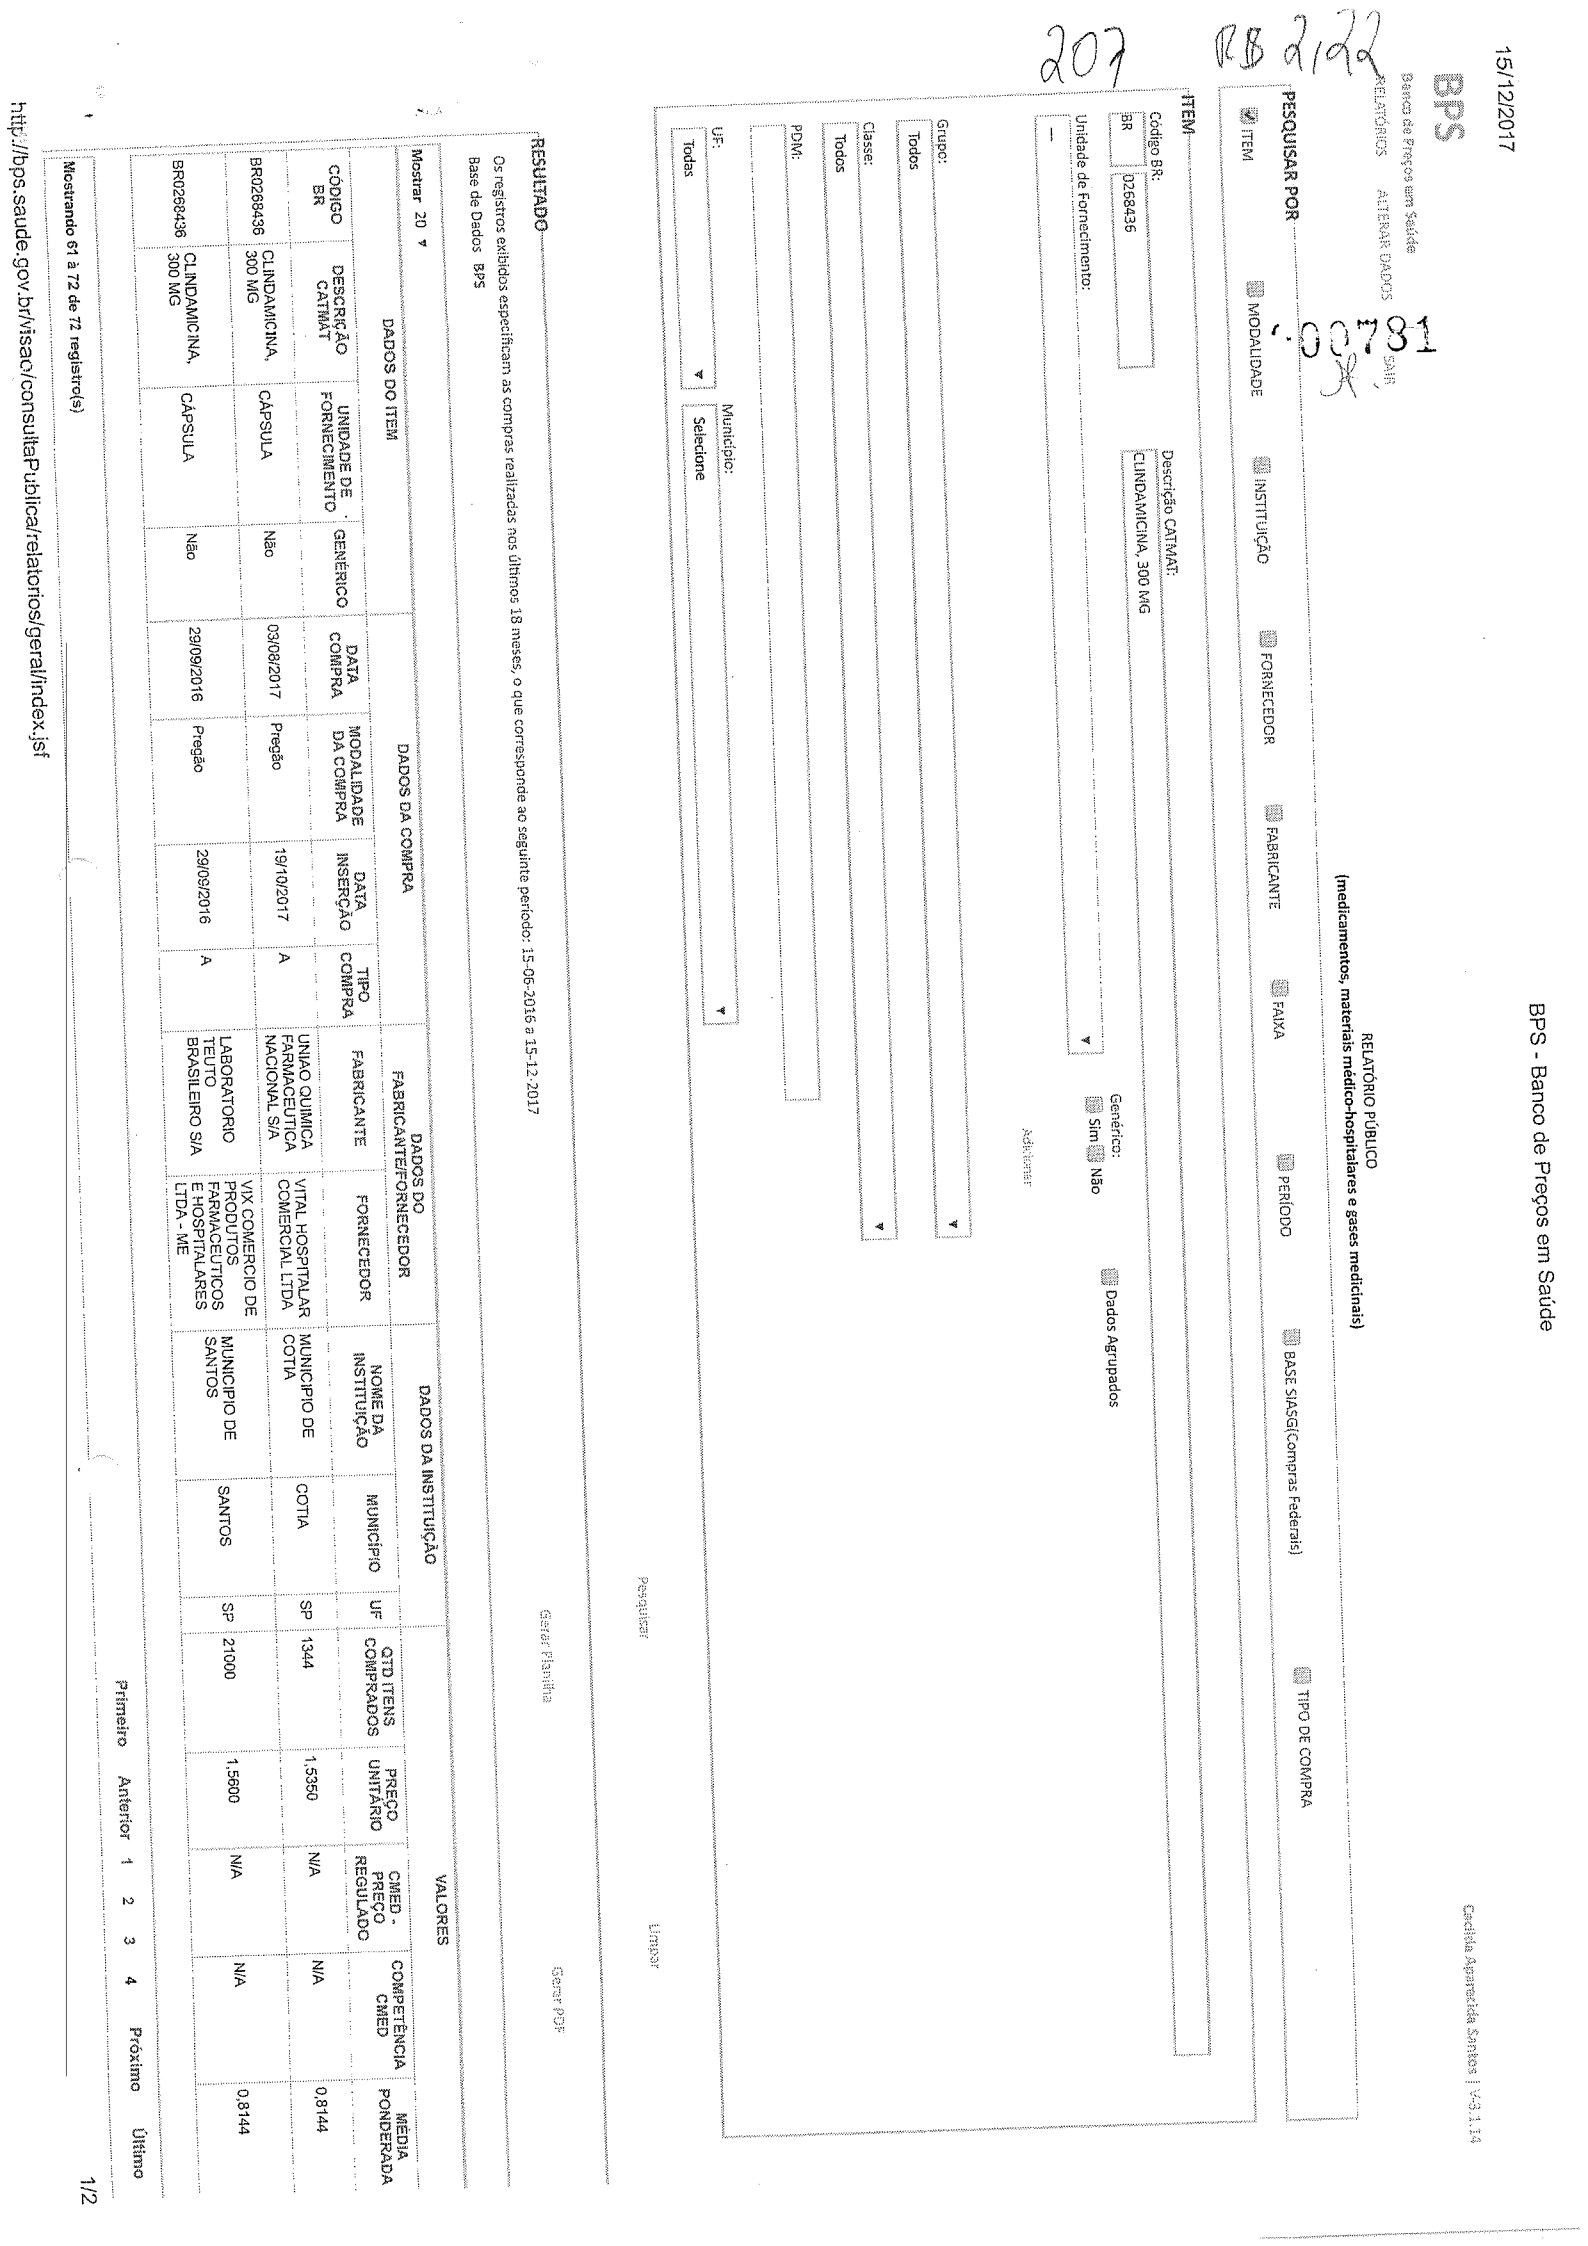 15/12/2017
BPS - Banco de Preços em Saúde
BPS
Banco de Preços em Saúde
Cacilda Aparecida Santos | V-3.1.14
RELATÓRIOS ALTERAR DADOS SAIR
RB 2,22
00781
207
RELATÓRIO PÚBLICO
(medicamentos, materiais médico-hospitalares e gases medicinais)
PESQUISAR POR
ITEM MODALIDADE INSTITUIÇÃO FORNECEDOR FABRICANTE FAIXA PERÍODO BASE SIASG(Compras Federais) TIPO DE COMPRA
ITEM
Código BR: Descrição CATMAT:
BR 0268436 CLINDAMICINA, 300 MG
Unidade de Fornecimento: Genérico:
--- Sim Não Dados Agrupados
Adicionar
Grupo:
Todos
Classe:
Todos
PDM:
UF: Município:
Todas Selecione
Pesquisar Limpar
RESULTADO
Gerar Planilha Gerar PDF
Os registros exibidos especificam as compras realizadas nos últimos 18 meses, o que corresponde ao seguinte período: 15-06-2016 a 15-12-2017
Base de Dados BPS
Mostrar 20
DADOS DO ITEM DADOS DA COMPRA DADOS DO FABRICANTE/FORNECEDOR DADOS DA INSTITUIÇÃO VALORES
CÓDIGO BR DESCRIÇÃO CATMAT UNIDADE DE FORNECIMENTO GENÉRICO DATA COMPRA MODALIDADE DA COMPRA DATA INSERÇÃO TIPO COMPRA FABRICANTE FORNECEDOR NOME DA INSTITUIÇÃO MUNICÍPIO UF QTD ITENS COMPRADOS PREÇO UNITÁRIO CMED - PREÇO REGULADO COMPETÊNCIA CMED MÉDIA PONDERADA
BR0268436 CLINDAMICINA, 300 MG CÁPSULA Não 03/08/2017 Pregão 19/10/2017 A UNIAO QUIMICA FARMACEUTICA NACIONAL S/A VITAL HOSPITALAR COMERCIAL LTDA MUNICIPIO DE COTIA COTIA SP 1344 1,5350 N/A N/A 0,8144
BR0268436 CLINDAMICINA, 300 MG CÁPSULA Não 29/09/2016 Pregão 29/09/2016 A LABORATORIO TEUTO BRASILEIRO S/A VIX COMERCIO DE PRODUTOS FARMACEUTICOS E HOSPITALARES LTDA - ME MUNICIPIO DE SANTOS SANTOS SP 21000 1,5600 N/A N/A 0,8144
Primeiro Anterior 1 2 3 4 Próximo Último
Mostrando 61 à 72 de 72 registro(s)
http://bps.saude.gov.br/visao/consultaPublica/relatorios/geral/index.jsf
1/2